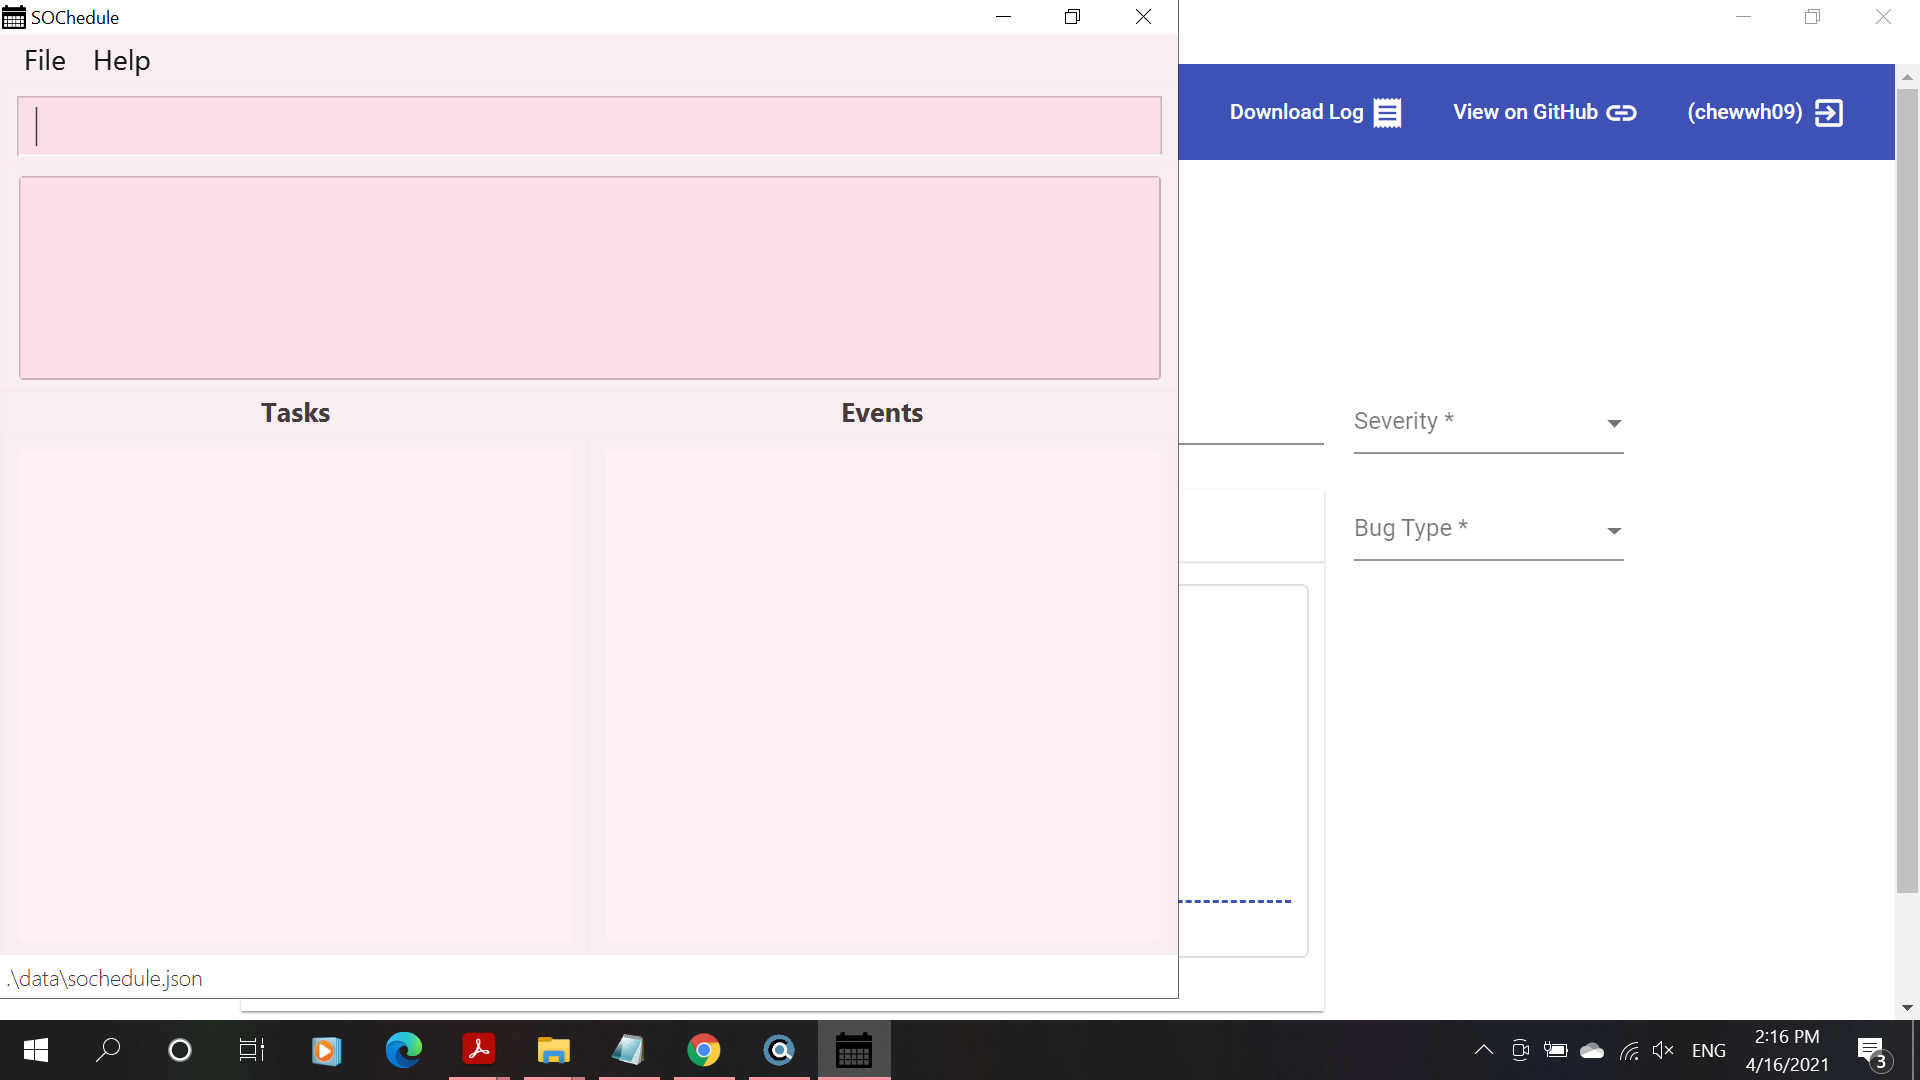 SOChedule
File Help
Download Log View on GitHub (chewwh09)
Tasks Events
Severity *
Bug Type *
.\data\sochedule.json
ENG
2:16 PM
4/16/2021
3